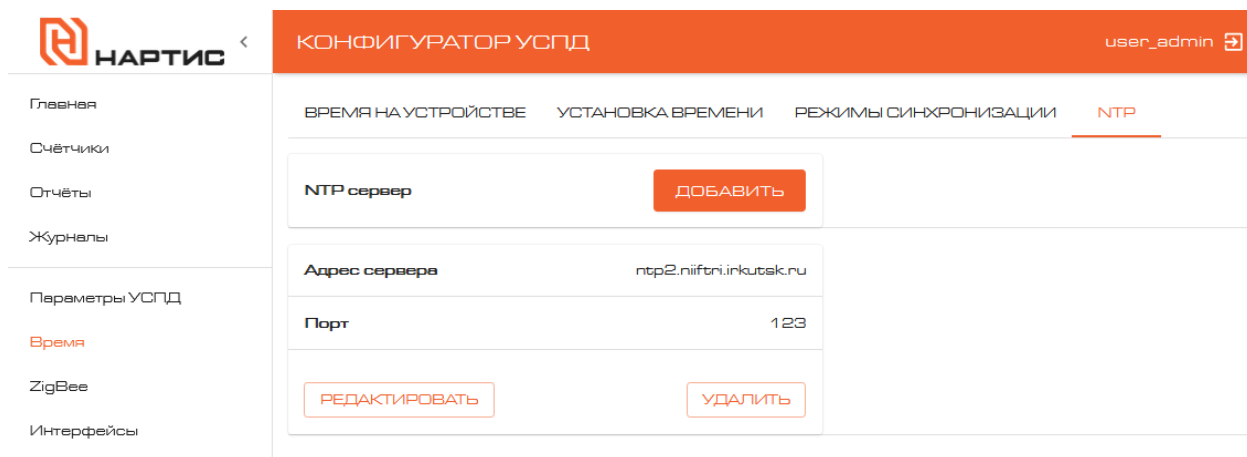 НАРТИС
КОНФИГУРАТОР УСПД
user_admin
Главная
Счётчики
Отчёты
Журналы
Параметры УСПД
Время
ZigBee
Интерфейсы
ВРЕМЯ НА УСТРОЙСТВЕ УСТАНОВКА ВРЕМЕНИ РЕЖИМЫ СИНХРОНИЗАЦИИ NTP
NTP сервер ДОБАВИТЬ
Адрес сервера ntp2.niiftri.irkutsk.ru
Порт 123
РЕДАКТИРОВАТЬ УДАЛИТЬ